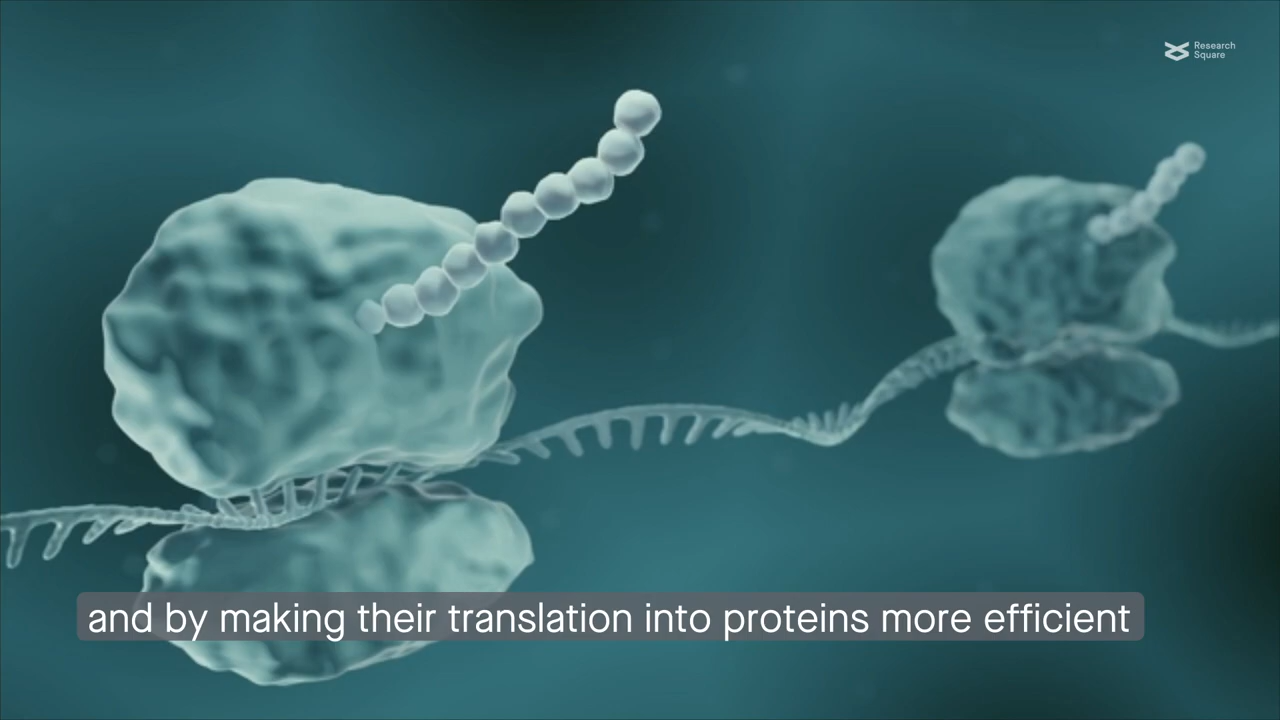 Research
Square
and by making their translation into proteins more efficient